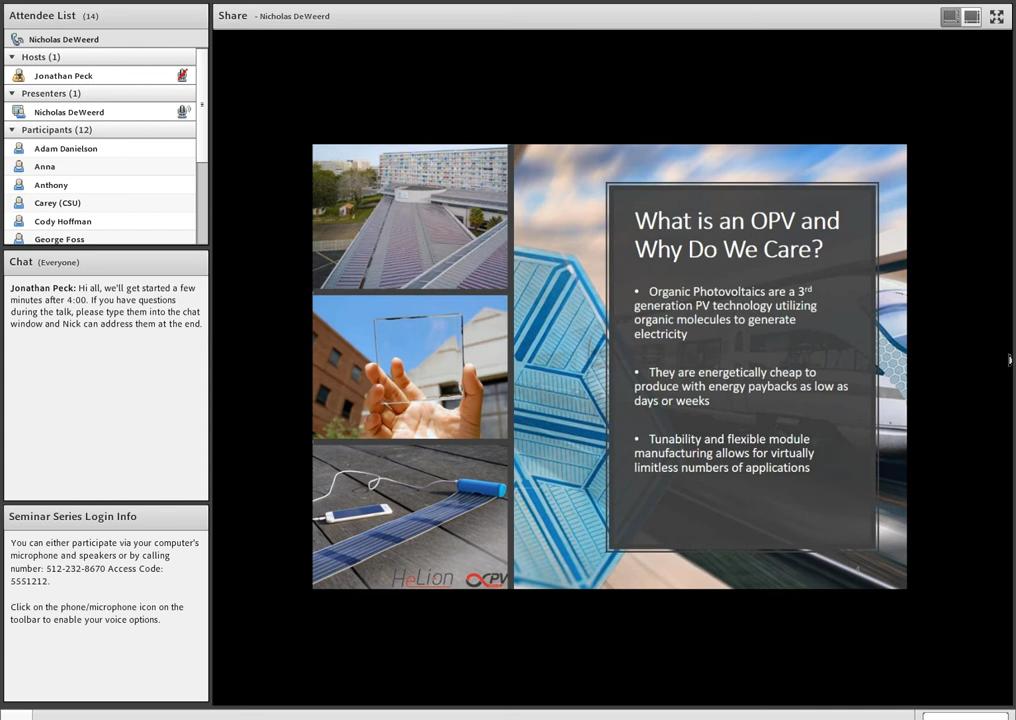 Attendee List (14)
Nicholas DeWeerd
Hosts (1)
Jonathan Peck
Presenters (1)
Nicholas DeWeerd
Participants (12)
Adam Danielson
Anna
Anthony
Carey (CSU)
Cody Hoffman
George Foss
Chat (Everyone)
Jonathan Peck: Hi all, we'll get started a few
minutes after 4:00. If you have questions
during the talk, please type them into the chat
window and Nick can address them at the end.
Seminar Series Login Info
You can either participate via your computer's
microphone and speakers or by calling
number: 512-232-8670 Access Code:
5551212.
Click on the phone/microphone icon on the
toolbar to enable your voice options.
Share - Nicholas DeWeerd
HeLion OPV
What is an OPV and
Why Do We Care?
• Organic Photovoltaics are a 3rd
generation PV technology utilizing
organic molecules to generate
electricity
• They are energetically cheap to
produce with energy paybacks as low as
days or weeks
• Tunability and flexible module
manufacturing allows for virtually
limitless numbers of applications
4